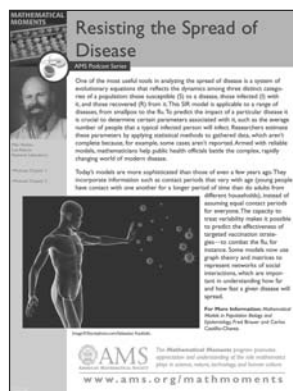 MATHEMATICAL
MOMENTS
Resisting the Spread of
Disease
AMS Podcast Series
One of the most useful tools in analyzing the spread of disease is a system of
evolutionary equations that reflects the dynamics among three distinct catego-
ries of a population: those susceptible (S) to a disease, those infected (I) with
it, and those recovered (R) from it. This SIR model is applicable to a range of
diseases, from smallpox to the flu. To predict the impact of a particular disease it
is crucial to determine certain parameters associated with it, such as the average
number of people that a typical infected person will infect. Researchers estimate
these parameters by applying statistical methods to gathered data, which aren't
complete because, for example, some cases aren't reported. Armed with reliable
models, mathematicians help public health officials battle the complex, rapidly
changing world of modern disease.
Today's models are more sophisticated than those of even a few years ago. They
incorporate information such as contact periods that vary with age (young people
have contact with one another for a longer period of time than do adults from
different households), instead of
assuming equal contact periods
for everyone. The capacity to
treat variability makes it possible
to predict the effectiveness of
targeted vaccination strate-
gies—to combat the flu, for
instance. Some models now use
graph theory and matrices to
represent networks of social
interactions, which are impor-
tant in understanding how far
and how fast a given disease will
spread.
For More Information: Mathematical
Models in Population Biology and
Epidemiology, Fred Brauer and Carlos
Castillo-Chavez.
AMS
AMERICAN MATHEMATICAL SOCIETY
The Mathematical Moments program promotes
appreciation and understanding of the role mathematics
plays in science, nature, technology, and human culture.
www.ams.org/mathmoments